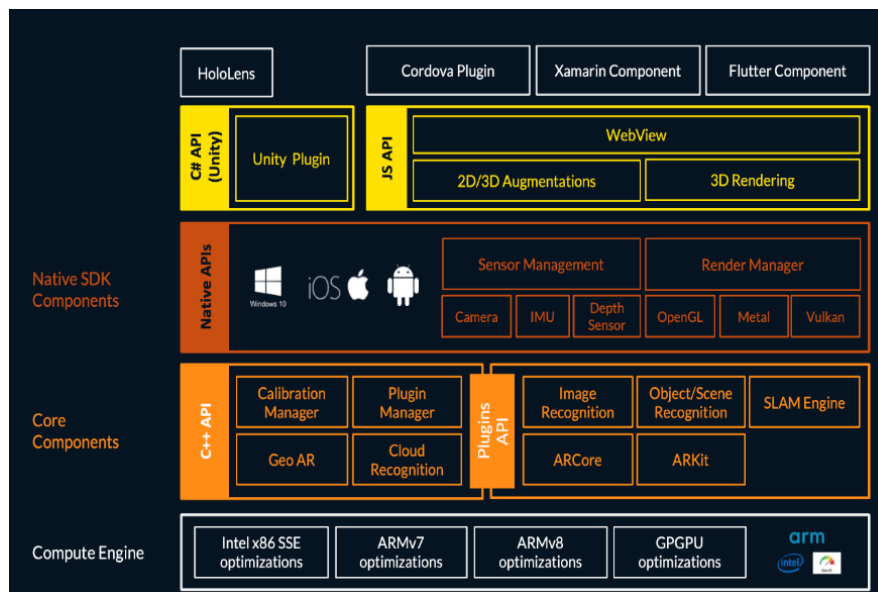 HoloLens
Cordova Plugin
Xamarin Component
Flutter Component
C# API
(Unity)
Unity Plugin
JS API
WebView
2D/3D Augmentations
3D Rendering
Native SDK
Components
Native APIs
Windows 10
iOS
Sensor Management
Render Manager
Camera
IMU
Depth
Sensor
OpenGL
Metal
Vulkan
Core
Components
C++ API
Calibration
Manager
Plugin
Manager
Geo AR
Cloud
Recognition
Plugins
API
Image
Recognition
Object/Scene
Recognition
SLAM Engine
ARCore
ARKit
Compute Engine
Intel x86 SSE
optimizations
ARMv7
optimizations
ARMv8
optimizations
GPGPU
optimizations
arm
intel